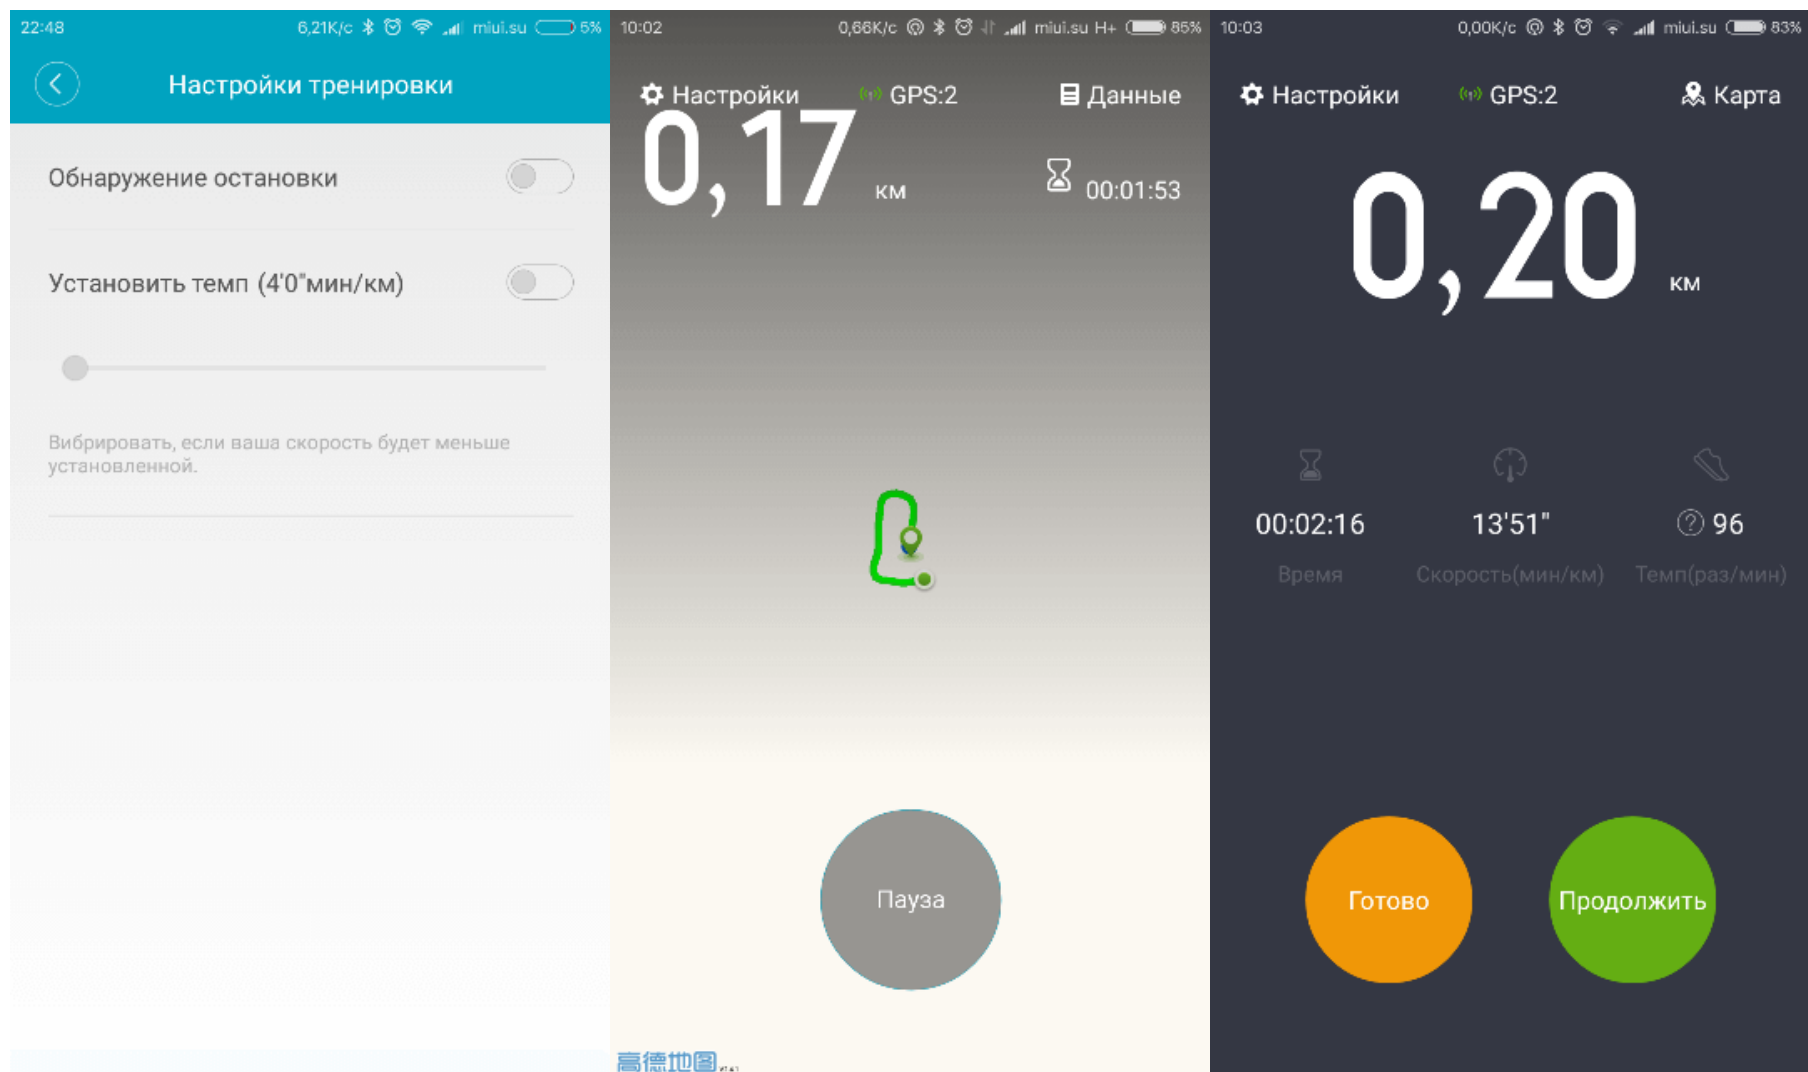 22:48 6,21K/c miui.su 5%
Настройки тренировки
Обнаружение остановки
Установить темп (4'0"мин/км)
Вибрировать, если ваша скорость будет меньше
установленной.
10:02 0,66K/c miui.su H+ 85%
Настройки GPS:2 Данные
0,17 км 00:01:53
Пауза
高德地图
10:03 0,00K/c miui.su 83%
Настройки GPS:2 Карта
0,20 км
00:02:16 13'51" ? 96
Время Скорость(мин/км) Темп(раз/мин)
Готово Продолжить